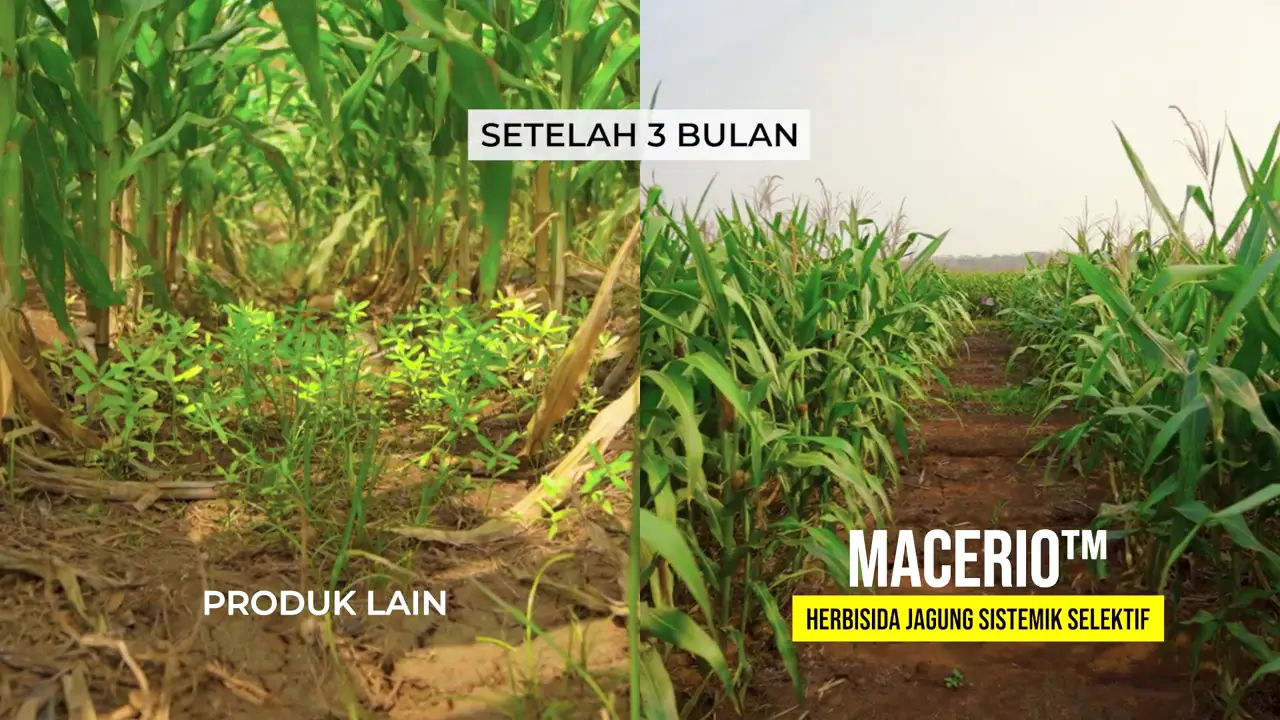 SETELAH 3 BULAN
PRODUK LAIN
MACERIO™
HERBISIDA JAGUNG SISTEMIK SELEKTIF